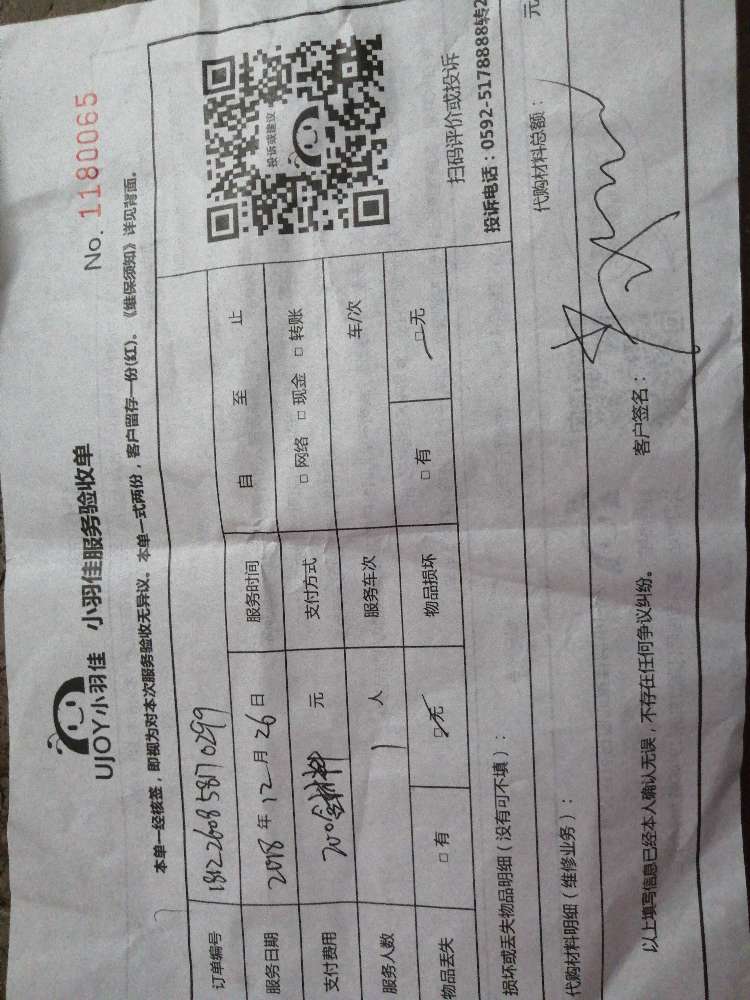 UJOY小羽佳 小羽佳服务验收单
No. 1180065
本单一经核签，即视为对本次服务验收无异议。本单一式两份，客户留存一份(红)。《维保须知》详见背面。
订单编号 1812260858170299
服务日期 2018 年 12 月 26 日 服务时间 自 至 止
支付费用 200 元 支付方式 □ 网络 □ 现金 □ 转账
服务人数 1 人 服务车次 车/次
物品丢失 □ 有 □ 无 物品损坏 □ 有 □ 无
投诉或建议
扫码评价或投诉
投诉电话：0592-5178888转2
损坏或丢失物品明细（没有可不填）：
代购材料明细（维修业务）： 代购材料总额： 元
以上填写信息已经本人确认无误，不存在任何争议纠纷。 客户签名：